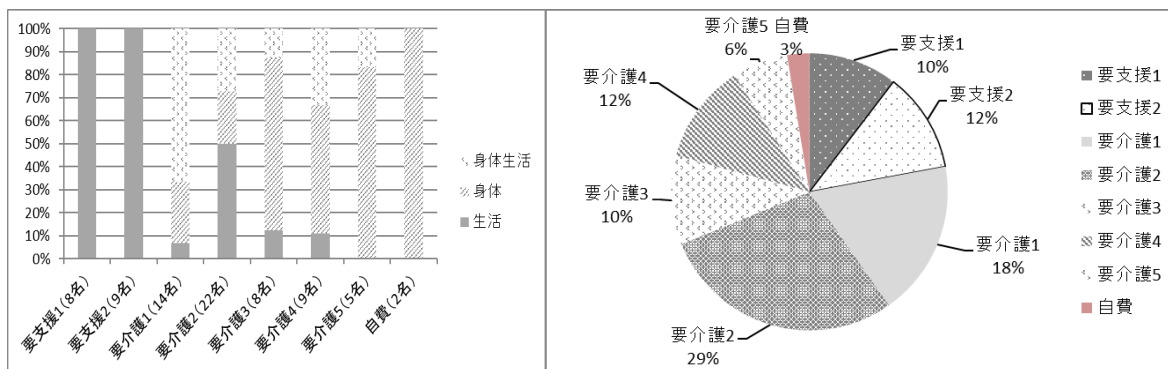 100%
90%
80%
70%
60%
50%
40%
30%
20%
10%
0%
要支援1(8名)
要支援2(9名)
要介護1(14名)
要介護2(22名)
要介護3(8名)
要介護4(9名)
要介護5(5名)
自費(2名)
身体生活
身体
生活
要介護5 自費
6% 3%
要支援1
10%
要支援2
12%
要介護1
18%
要介護2
29%
要介護3
10%
要介護4
12%
要支援1
要支援2
要介護1
要介護2
要介護3
要介護4
要介護5
自費